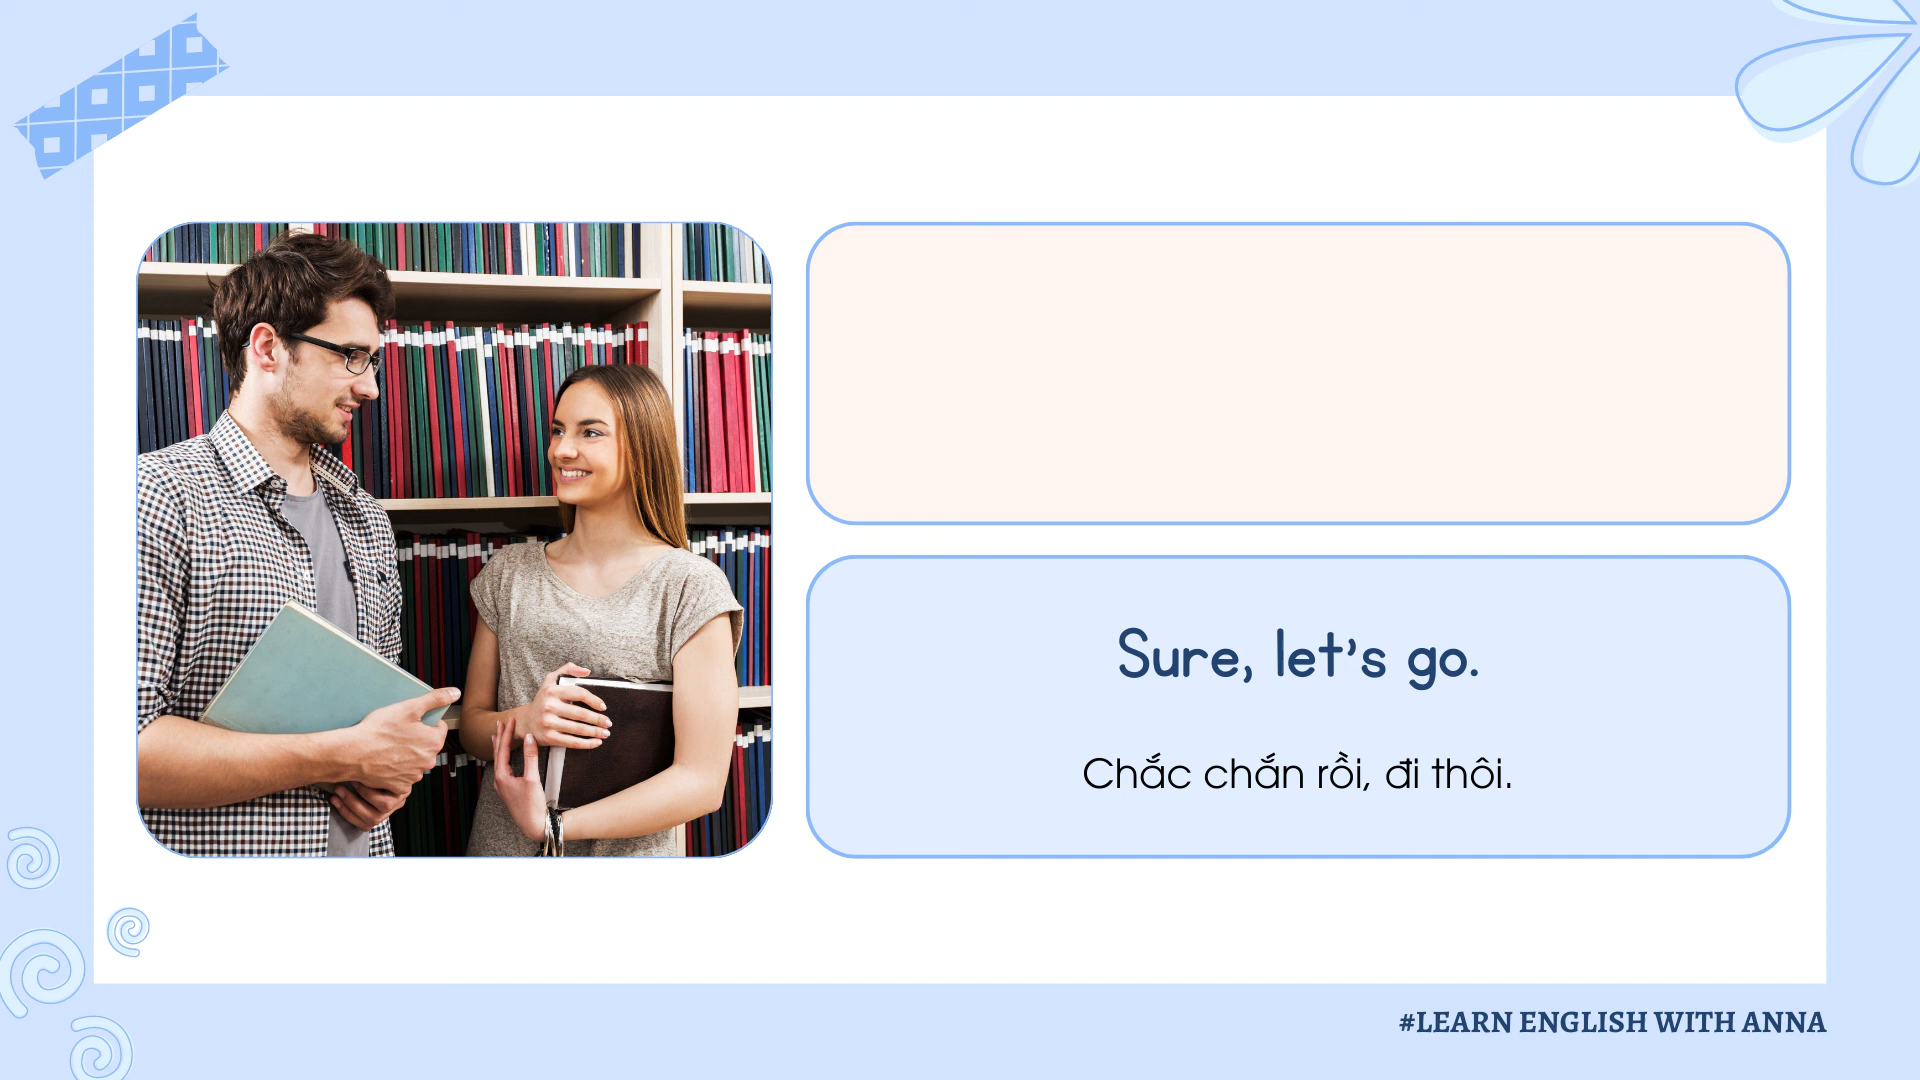 Sure, let's go.
Chắc chắn rồi, đi thôi.
#LEARN ENGLISH WITH ANNA